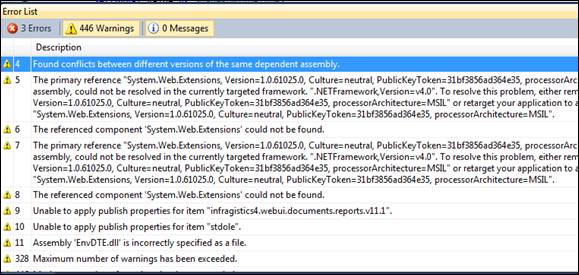 Error List
3 Errors 446 Warnings 0 Messages
Description
4 Found conflicts between different versions of the same dependent assembly.
5 The primary reference "System.Web.Extensions, Version=1.0.61025.0, Culture=neutral, PublicKeyToken=31bf3856ad364e35, processorArc
assembly, could not be resolved in the currently targeted framework. ".NETFramework,Version=v4.0". To resolve this problem, either rem
Version=1.0.61025.0, Culture=neutral, PublicKeyToken=31bf3856ad364e35, processorArchitecture=MSIL" or retarget your application to a
"System.Web.Extensions, Version=1.0.61025.0, Culture=neutral, PublicKeyToken=31bf3856ad364e35, processorArchitecture=MSIL".
6 The referenced component 'System.Web.Extensions' could not be found.
7 The primary reference "System.Web.Extensions, Version=1.0.61025.0, Culture=neutral, PublicKeyToken=31bf3856ad364e35, processorArc
assembly, could not be resolved in the currently targeted framework. ".NETFramework,Version=v4.0". To resolve this problem, either rem
Version=1.0.61025.0, Culture=neutral, PublicKeyToken=31bf3856ad364e35, processorArchitecture=MSIL" or retarget your application to a
"System.Web.Extensions, Version=1.0.61025.0, Culture=neutral, PublicKeyToken=31bf3856ad364e35, processorArchitecture=MSIL".
8 The referenced component 'System.Web.Extensions' could not be found.
9 Unable to apply publish properties for item "infragistics4.webui.documents.reports.v11.1".
10 Unable to apply publish properties for item "stdole".
11 Assembly 'EnvDTE.dll' is incorrectly specified as a file.
328 Maximum number of warnings has been exceeded.